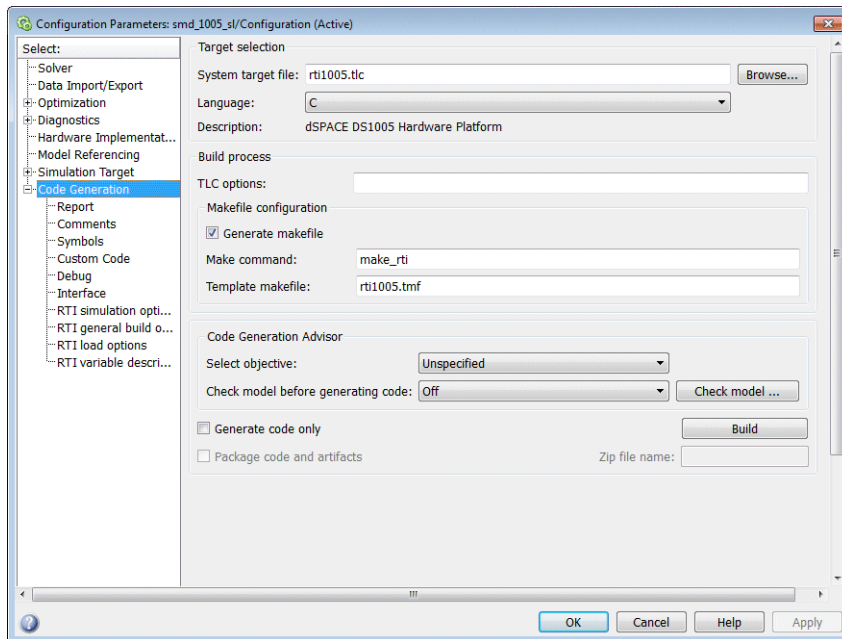 Configuration Parameters: smd_1005_sl/Configuration (Active)
Select:
Solver
Data Import/Export
Optimization
Diagnostics
Hardware Implementat...
Model Referencing
Simulation Target
Code Generation
Report
Comments
Symbols
Custom Code
Debug
Interface
RTI simulation opti...
RTI general build o...
RTI load options
RTI variable descri...
Target selection
System target file: rti1005.tlc Browse...
Language: C
Description: dSPACE DS1005 Hardware Platform
Build process
TLC options:
Makefile configuration
Generate makefile
Make command: make_rti
Template makefile: rti1005.tmf
Code Generation Advisor
Select objective: Unspecified
Check model before generating code: Off Check model ...
Generate code only Build
Package code and artifacts Zip file name:
OK Cancel Help Apply